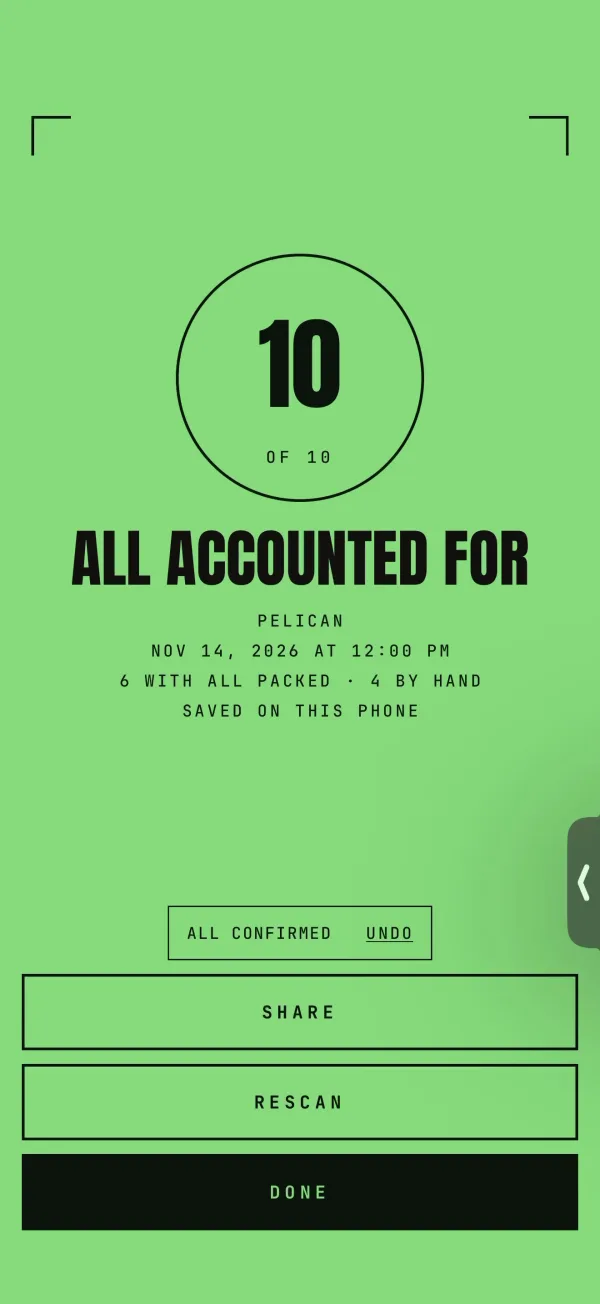 10
OF 10
ALL ACCOUNTED FOR
PELICAN
NOV 14, 2026 AT 12:00 PM
6 WITH ALL PACKED · 4 BY HAND
SAVED ON THIS PHONE
ALL CONFIRMED UNDO
SHARE
RESCAN
DONE